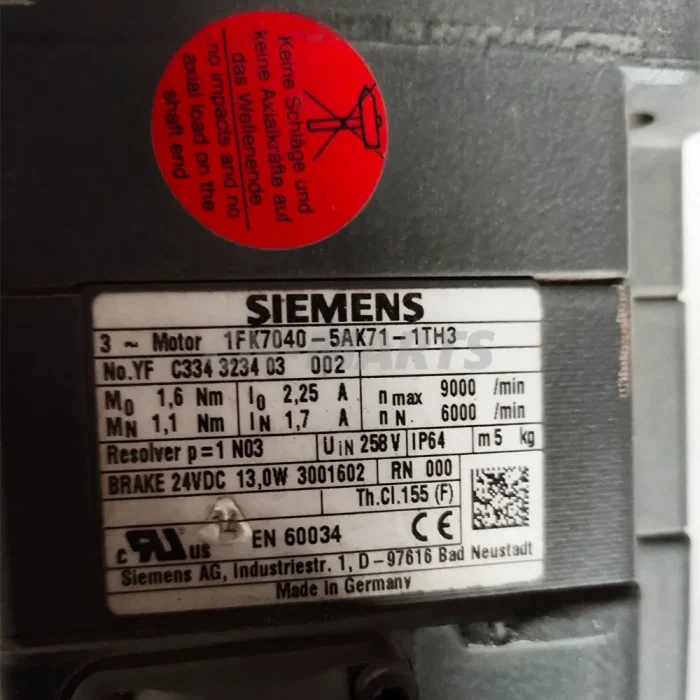 Keine Schläge und
keine Axialkräfte auf
das Wellenende
no impacts and no
axial load on the
shaft end
SIEMENS
3 ~ Motor 1FK7040-5AK71-1TH3
No.YF C334 3234 03 002
M0 1,6 Nm I0 2,25 A n max 9000 /min
MN 1,1 Nm IN 1,7 A n N. 6000 /min
Resolver p=1 N03 UIN 258 V IP64 m 5 kg
BRAKE 24VDC 13,0W 3001602 RN 000
Th.Cl.155 (F)
14
c US EN 60034 CE
Siemens AG, Industriestr. 1, D-97616 Bad Neustadt
Made in Germany